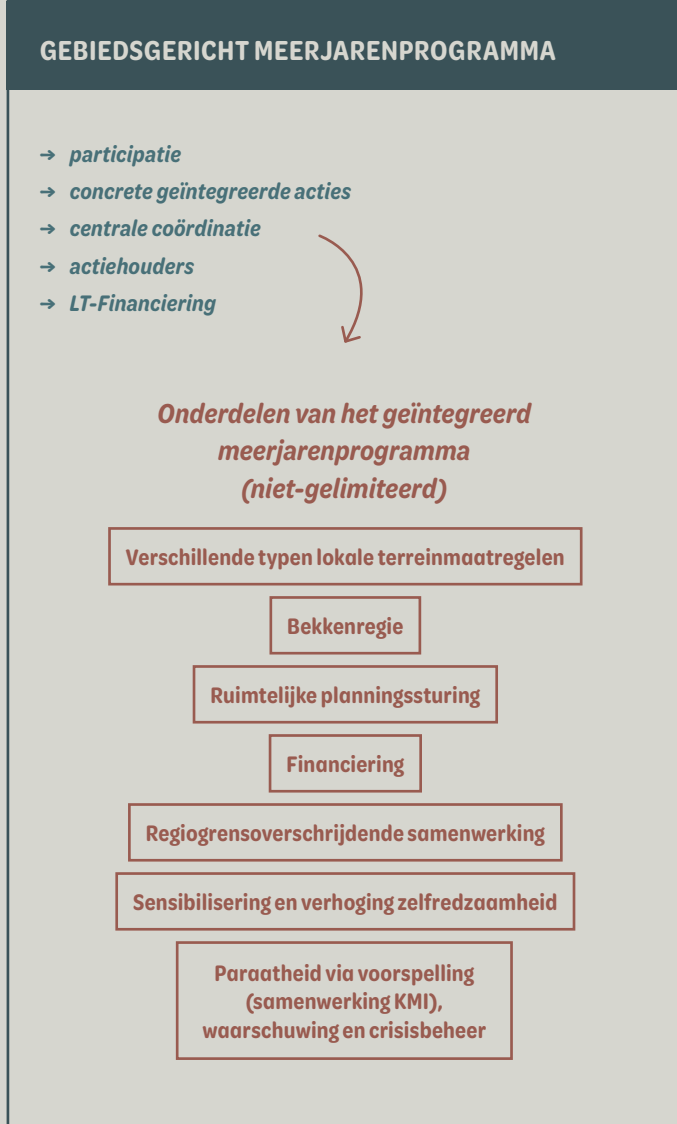 GEBIEDSGERICHT MEERJARENPROGRAMMA
→ participatie
→ concrete geïntegreerde acties
→ centrale coördinatie
→ actiehouders
→ LT-Financiering
Onderdelen van het geïntegreerd
meerjarenprogramma
(niet-gelimiteerd)
Verschillende typen lokale terreinmaatregelen
Bekkenregie
Ruimtelijke planningssturing
Financiering
Regiogrensoverschrijdende samenwerking
Sensibilisering en verhoging zelfredzaamheid
Paraatheid via voorspelling
(samenwerking KMI),
waarschuwing en crisisbeheer